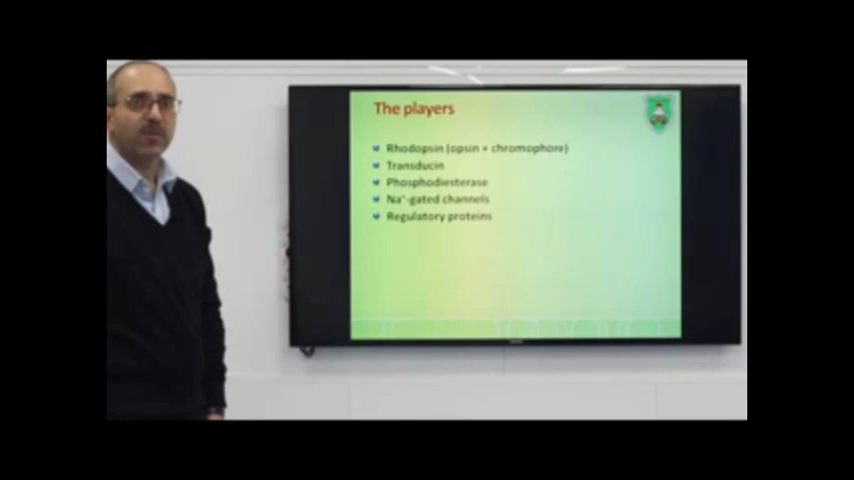 The players
Rhodopsin (opsin + chromophore)
Transducin
Phosphodiesterase
Na⁺-gated channels
Regulatory proteins